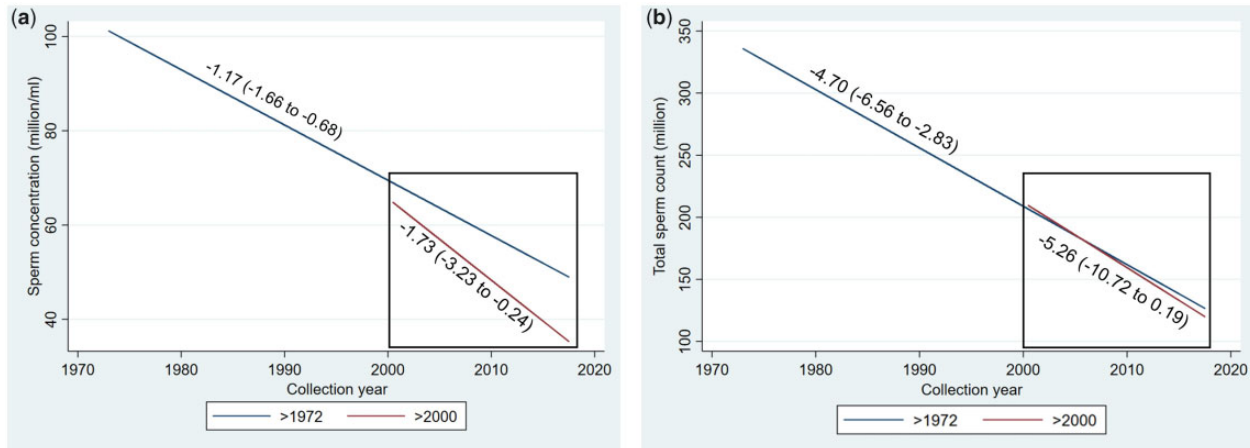 (a)
Sperm concentration (million/ml)
100
80
60
40
-1.17 (-1.66 to -0.68)
-1.73 (-3.23 to -0.24)
1970 1980 1990 2000 2010 2020
Collection year
>1972 >2000
(b)
Total sperm count (million)
350
300
250
200
150
100
-4.70 (-6.56 to -2.83)
-5.26 (-10.72 to 0.19)
1970 1980 1990 2000 2010 2020
Collection year
>1972 >2000